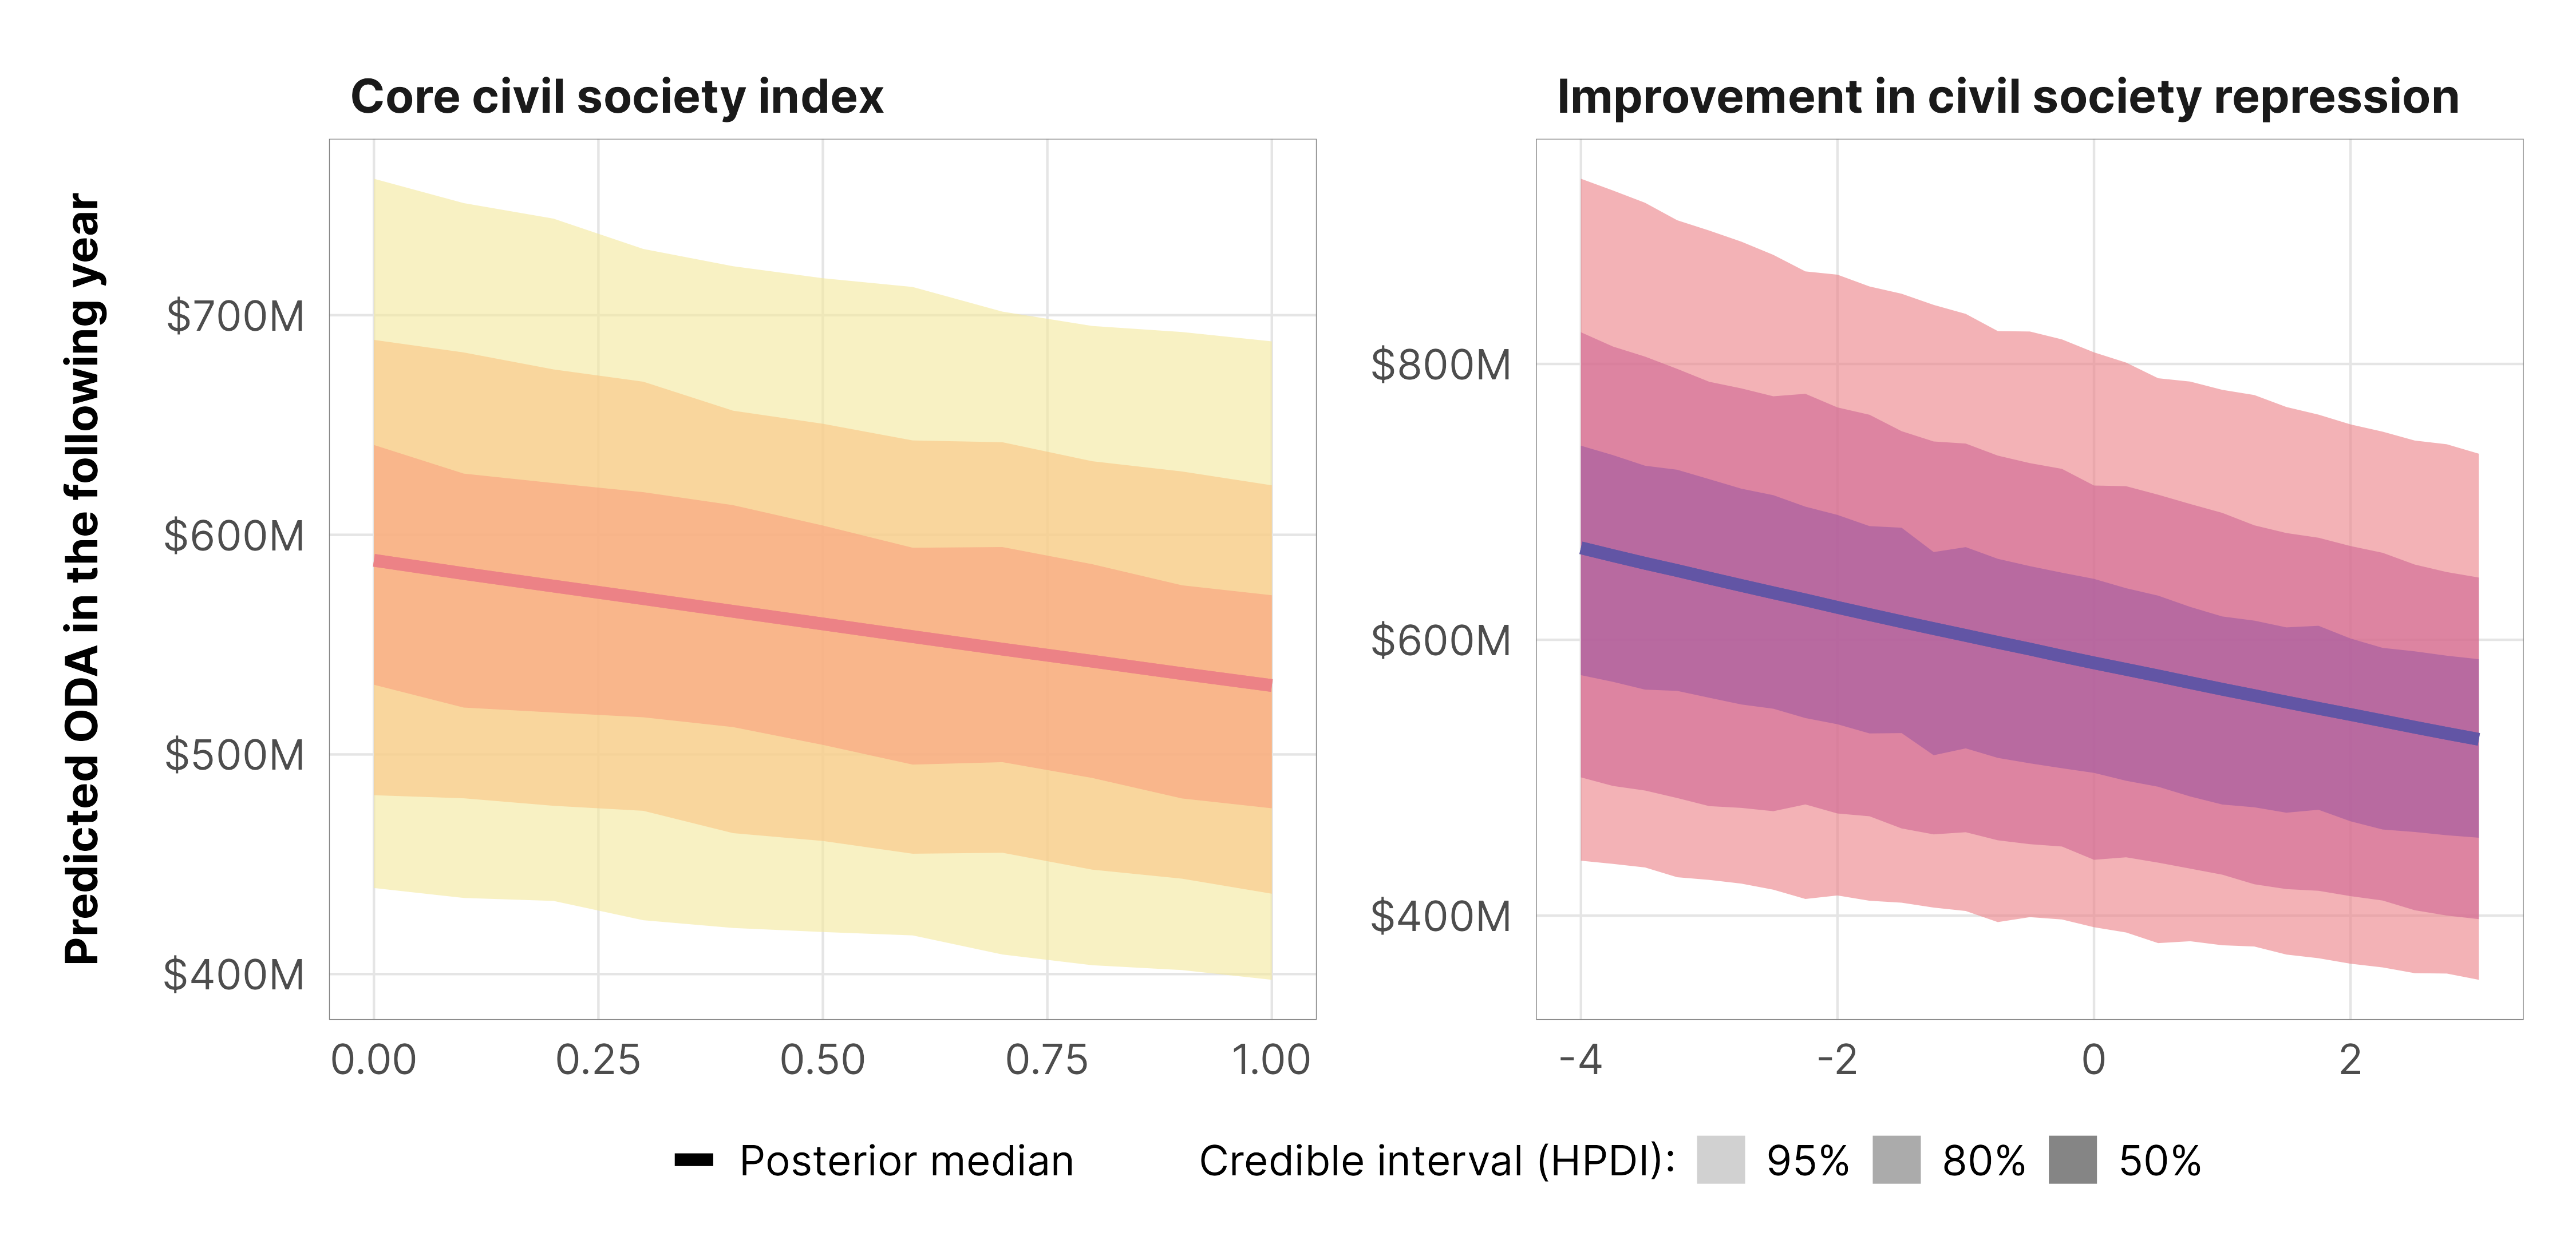 Core civil society index
Improvement in civil society repression
Predicted ODA in the following year
$700M
$600M
$500M
$400M
0.00 0.25 0.50 0.75 1.00
$800M
$600M
$400M
-4 -2 0 2
Posterior median
Credible interval (HPDI): 95% 80% 50%